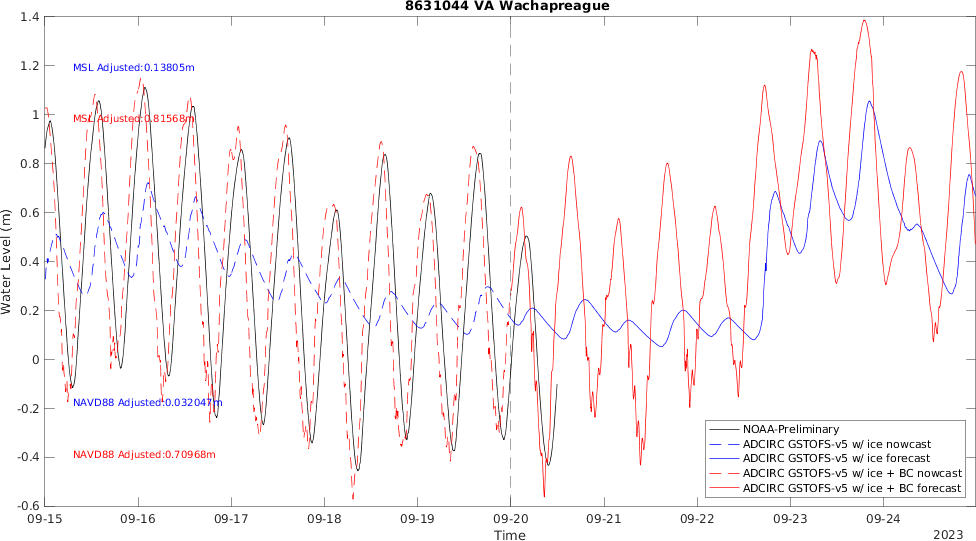 8631044 VA Wachapreague
1.4
1.2
1
0.8
0.6
0.4
0.2
0
-0.2
-0.4
-0.6
Water Level (m)
MSL Adjusted:0.13805m
MSL Adjusted:0.81568m
NAVD88 Adjusted:0.032047m
NAVD88 Adjusted:0.70968m
NOAA-Preliminary
ADCIRC GSTOFS-v5 w/ ice nowcast
ADCIRC GSTOFS-v5 w/ ice forecast
ADCIRC GSTOFS-v5 w/ ice + BC nowcast
ADCIRC GSTOFS-v5 w/ ice + BC forecast
09-15 09-16 09-17 09-18 09-19 09-20 09-21 09-22 09-23 09-24
Time
2023